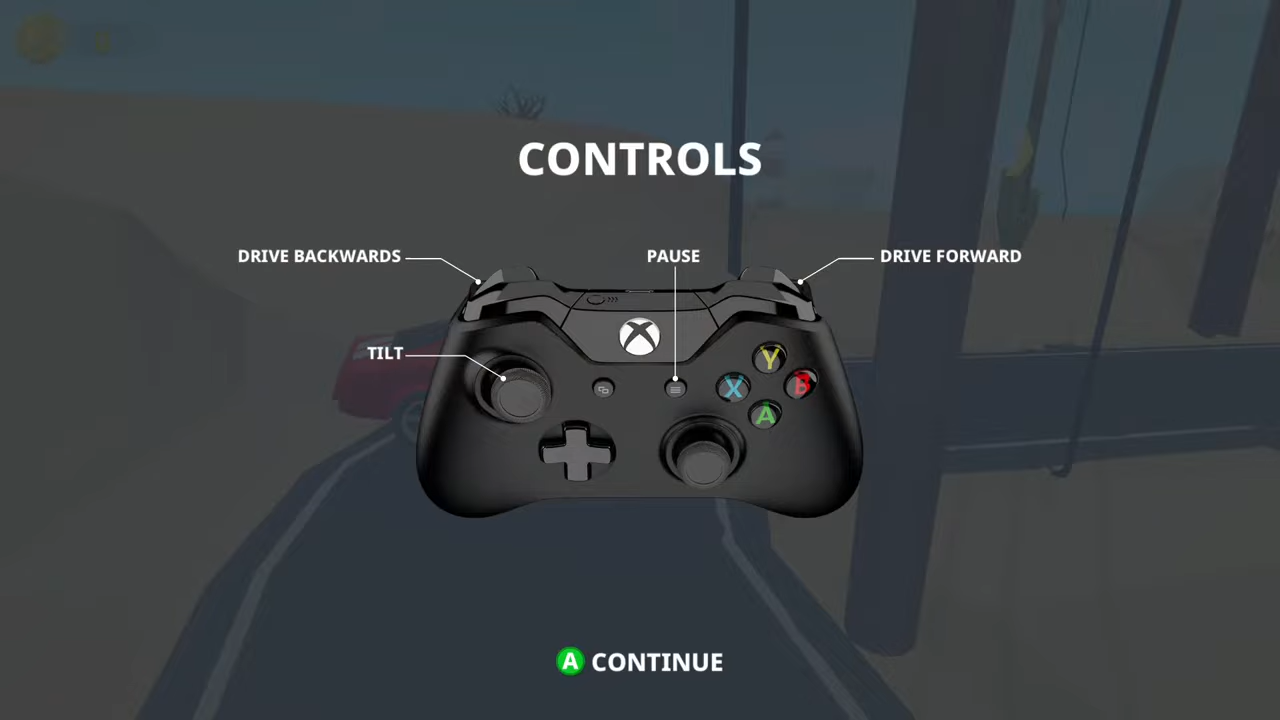 CONTROLS
DRIVE BACKWARDS
PAUSE
DRIVE FORWARD
TILT
Y
X
B
A
A CONTINUE